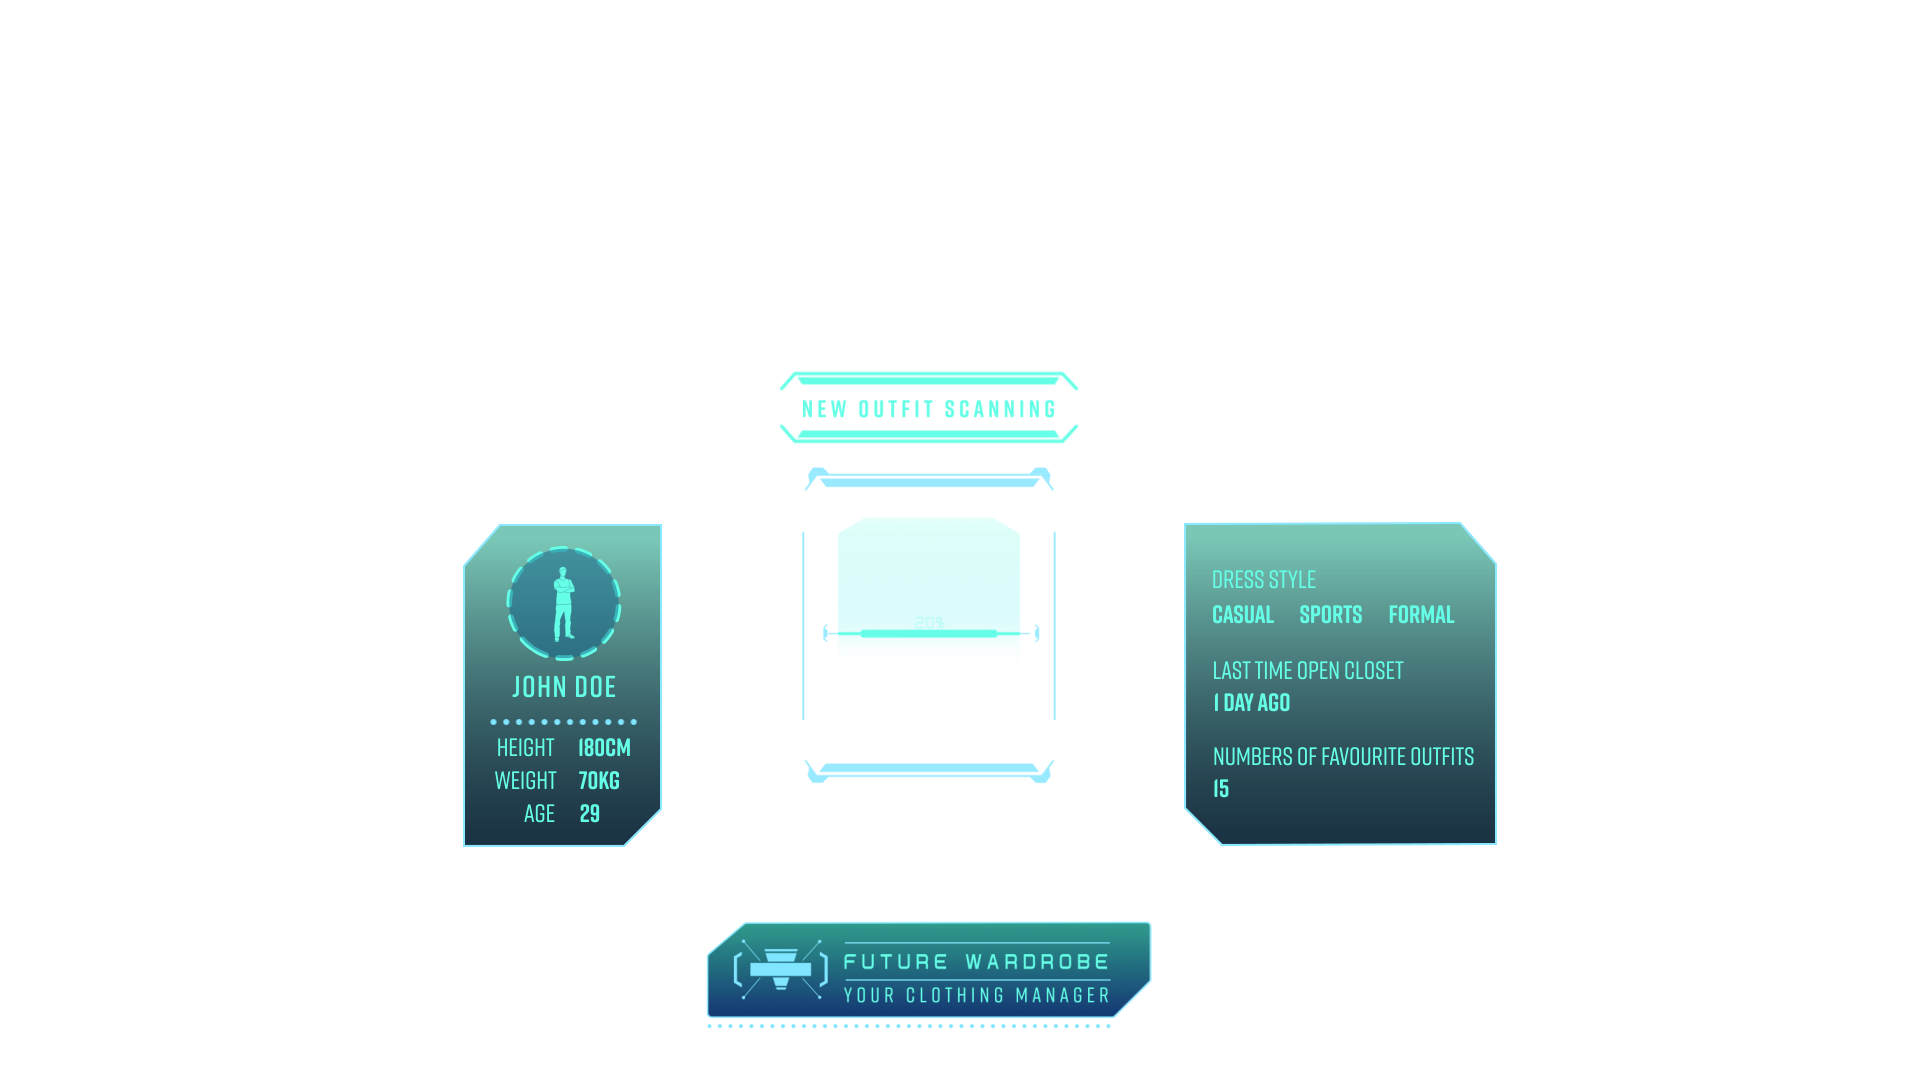 NEW OUTFIT SCANNING
20%
JOHN DOE
HEIGHT 180CM
WEIGHT 70KG
AGE 29
DRESS STYLE
CASUAL SPORTS FORMAL
LAST TIME OPEN CLOSET
1 DAY AGO
NUMBERS OF FAVOURITE OUTFITS
15
FUTURE WARDROBE
YOUR CLOTHING MANAGER